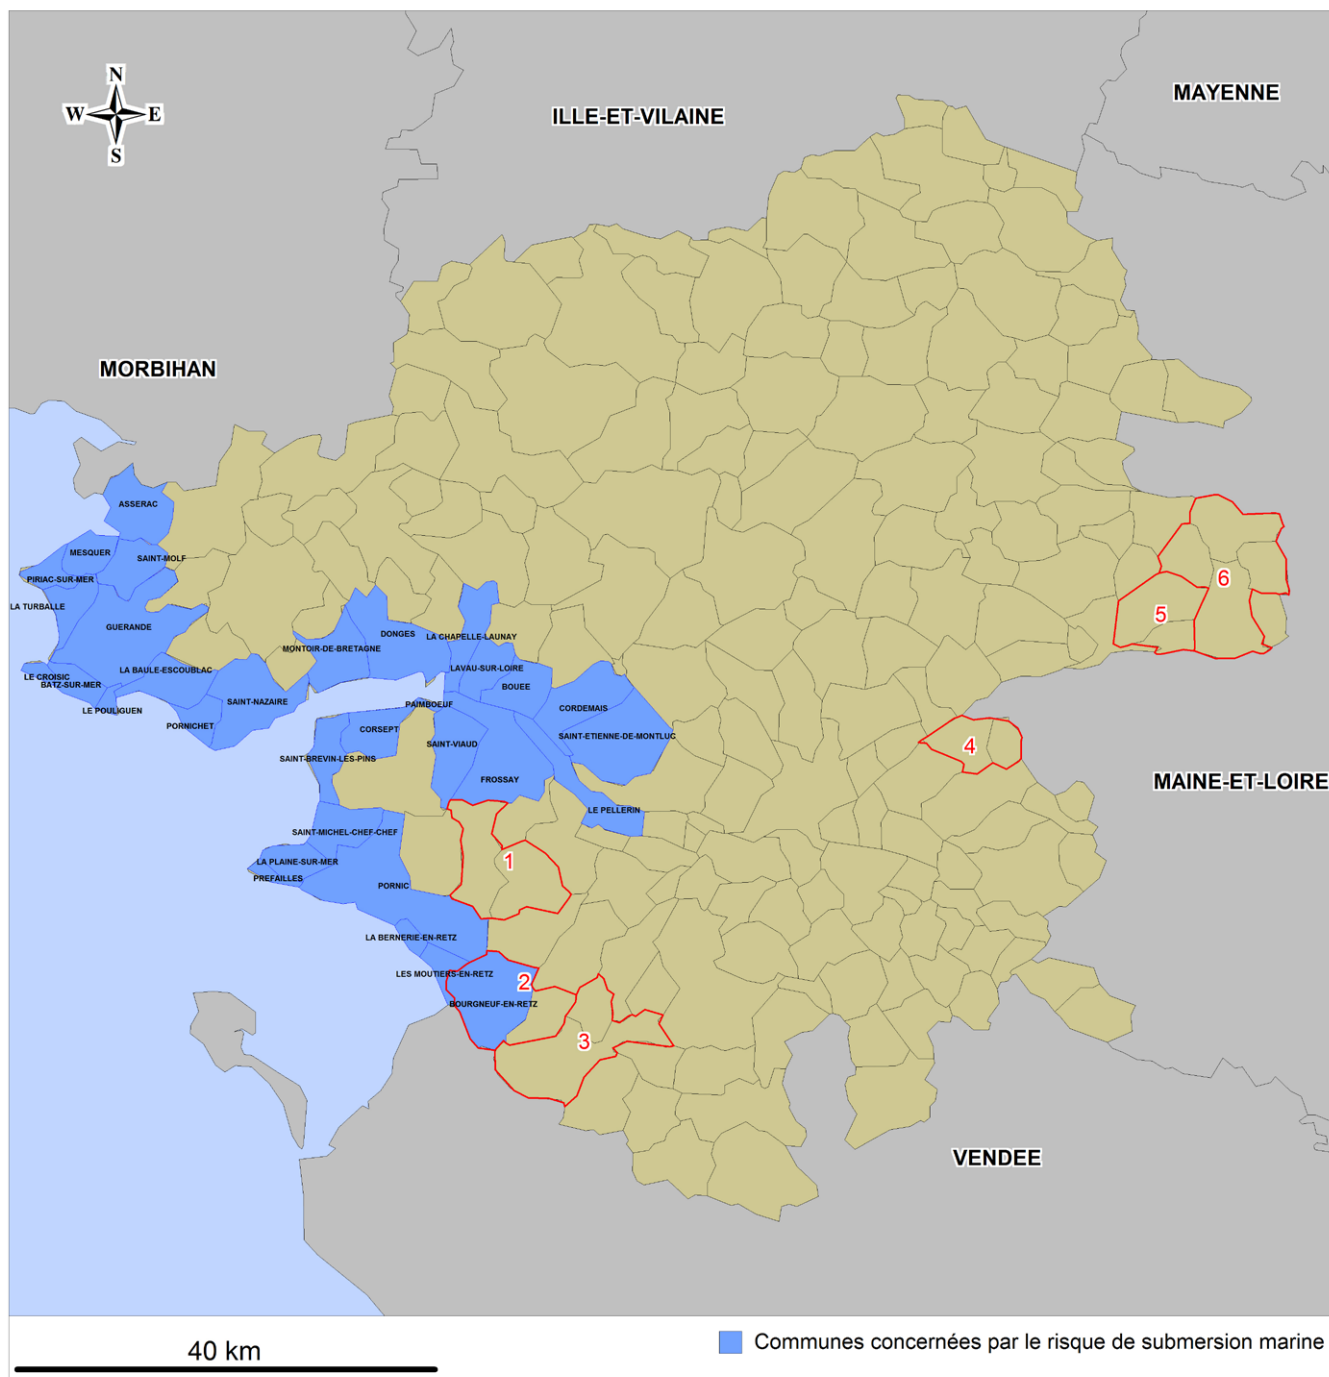 MAYENNE
ILLE-ET-VILAINE
N
W E
S
MORBIHAN
ASSERAC
MESQUER
SAINT-MOLF
PIRIAC-SUR-MER
6
LA TURBALLE
5
GUERANDE
DONGES
LA CHAPELLE-LAUNAY
MONTOIR-DE-BRETAGNE
LA BAULE-ESCOUBLAC
LAVAU-SUR-LOIRE
LE CROISIC
BATZ-SUR-MER
BOUEE
SAINT-NAZAIRE
PAIMBOEUF
LE POULIGUEN
CORDEMAIS
PORNICHET
CORSEPT
SAINT-ETIENNE-DE-MONTLUC
SAINT-VIAUD
4
SAINT-BREVIN-LES-PINS
FROSSAY
MAINE-ET-LOIRE
LE PELLERIN
SAINT-MICHEL-CHEF-CHEF
LA PLAINE-SUR-MER
1
PREFAILLES
PORNIC
LA BERNERIE-EN-RETZ
LES MOUTIERS-EN-RETZ
2
BOURGNEUF-EN-RETZ
3
VENDEE
40 km
Communes concernées par le risque de submersion marine